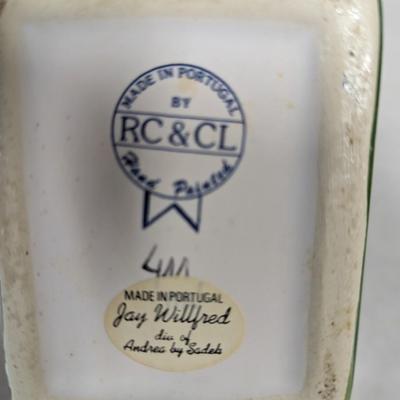 MADE IN PORTUGAL
BY
RC & CL
Hand Painted
MADE IN PORTUGAL
Jay Willfred
div of
Andrea by Sadek